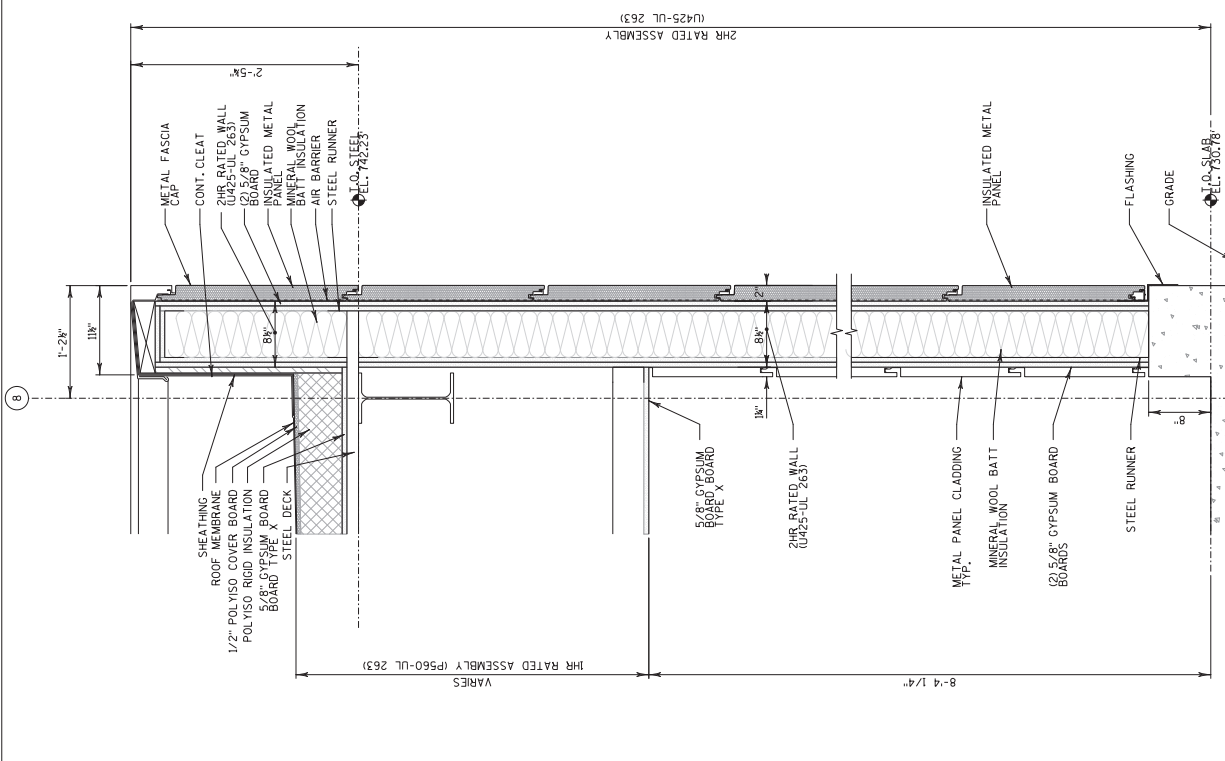 2HR RATED ASSEMBLY
(U425-UL 263)
2'-5¾"
1'-2½"
11½"
8
METAL FASCIA
CAP
CONT. CLEAT
2HR RATED WALL
(U425-UL 263)
(2) 5/8" GYPSUM
BOARD
INSULATED METAL
PANEL
MINERAL WOOL
BATT INSULATION
AIR BARRIER
STEEL RUNNER
T.O. STEEL
EL. 742.23'
8½"
SHEATHING
ROOF MEMBRANE
1/2" POLYISO COVER BOARD
POLYISO RIGID INSULATION
5/8" GYPSUM BOARD
BOARD TYPE X
STEEL DECK
VARIES
1HR RATED ASSEMBLY (P560-UL 263)
5/8" GYPSUM
BOARD BOARD
TYPE X
2"
8½"
2HR RATED WALL
(U425-UL 263)
INSULATED METAL
PANEL
METAL PANEL CLADDING
TYP.
MINERAL WOOL BATT
INSULATION
(2) 5/8" GYPSUM BOARD
BOARDS
STEEL RUNNER
FLASHING
GRADE
T.O. SLAB
EL. 730.78'
8"
8-'4 1/4"